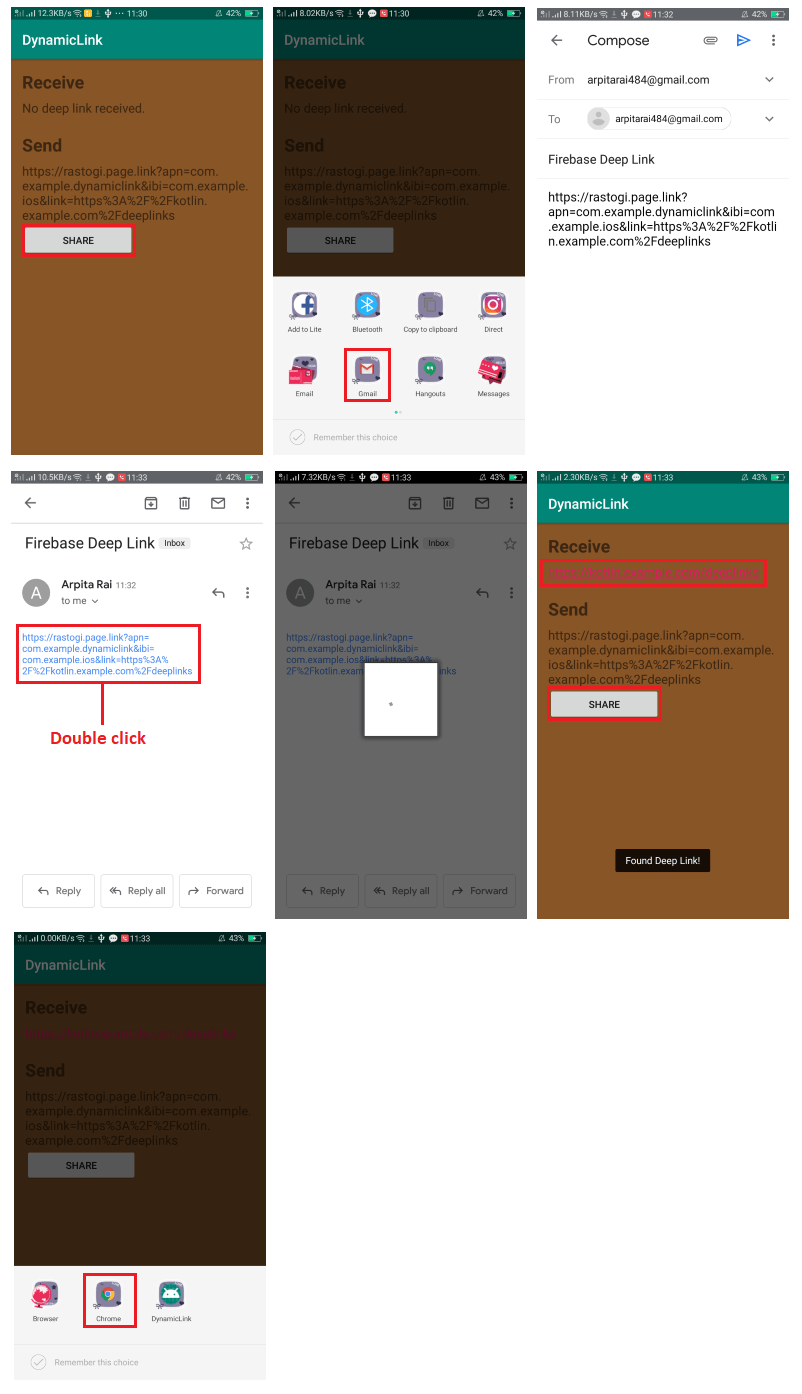 12.3KB/s 11:30 42%
DynamicLink
Receive
No deep link received.
Send
https://rastogi.page.link?apn=com.
example.dynamiclink&ibi=com.example.
ios&link=https%3A%2F%2Fkotlin.
example.com%2Fdeeplinks
SHARE
8.02KB/s 11:30 42%
DynamicLink
Receive
No deep link received
Send
https://rastogi.page.link?apn=com.
example.dynamiclink&ibi=com.example.
ios&link=https%3A%2F%2Fkotlin.
example.com%2Fdeeplinks
SHARE
Add to Lite Bluetooth Copy to clipboard Direct
Email Gmail Hangouts Messages
Remember this choice
8.11KB/s 11:32 42%
Compose
From arpitarai484@gmail.com
To arpitarai484@gmail.com
Firebase Deep Link
https://rastogi.page.link?
apn=com.example.dynamiclink&ibi=com
.example.ios&link=https%3A%2F%2Fkotli
n.example.com%2Fdeeplinks
10.5KB/s 11:33 42%
Firebase Deep Link Inbox
A Arpita Rai 11:32
to me
https://rastogi.page.link?apn=
com.example.dynamiclink&ibi=
com.example.ios&link=https%3A%
2F%2Fkotlin.example.com%2Fdeeplinks
Double click
Reply Reply all Forward
7.32KB/s 11:33 43%
Firebase Deep Link Inbox
A Arpita Rai 11:32
to me
https://rastogi.page.link?apn=
com.example.dynamiclink&ibi=
com.example.ios&link=https%3A%
2F%2Fkotlin.exam eeplinks
Reply Reply all Forward
2.30KB/s 11:33 43%
DynamicLink
Receive
Send
https://rastogi.page.link?apn=com.
example.dynamiclink&ibi=com.example.
ios&link=https%3A%2F%2Fkotlin.
example.com%2Fdeeplinks
SHARE
Found Deep Link!
0.00KB/s 11:33 43%
DynamicLink
Receive
Send
https://rastogi.page.link?apn=com.
example.dynamiclink&ibi=com.example.
ios&link=https%3A%2F%2Fkotlin.
example.com%2Fdeeplinks
SHARE
Browser Chrome DynamicLink
Remember this choice